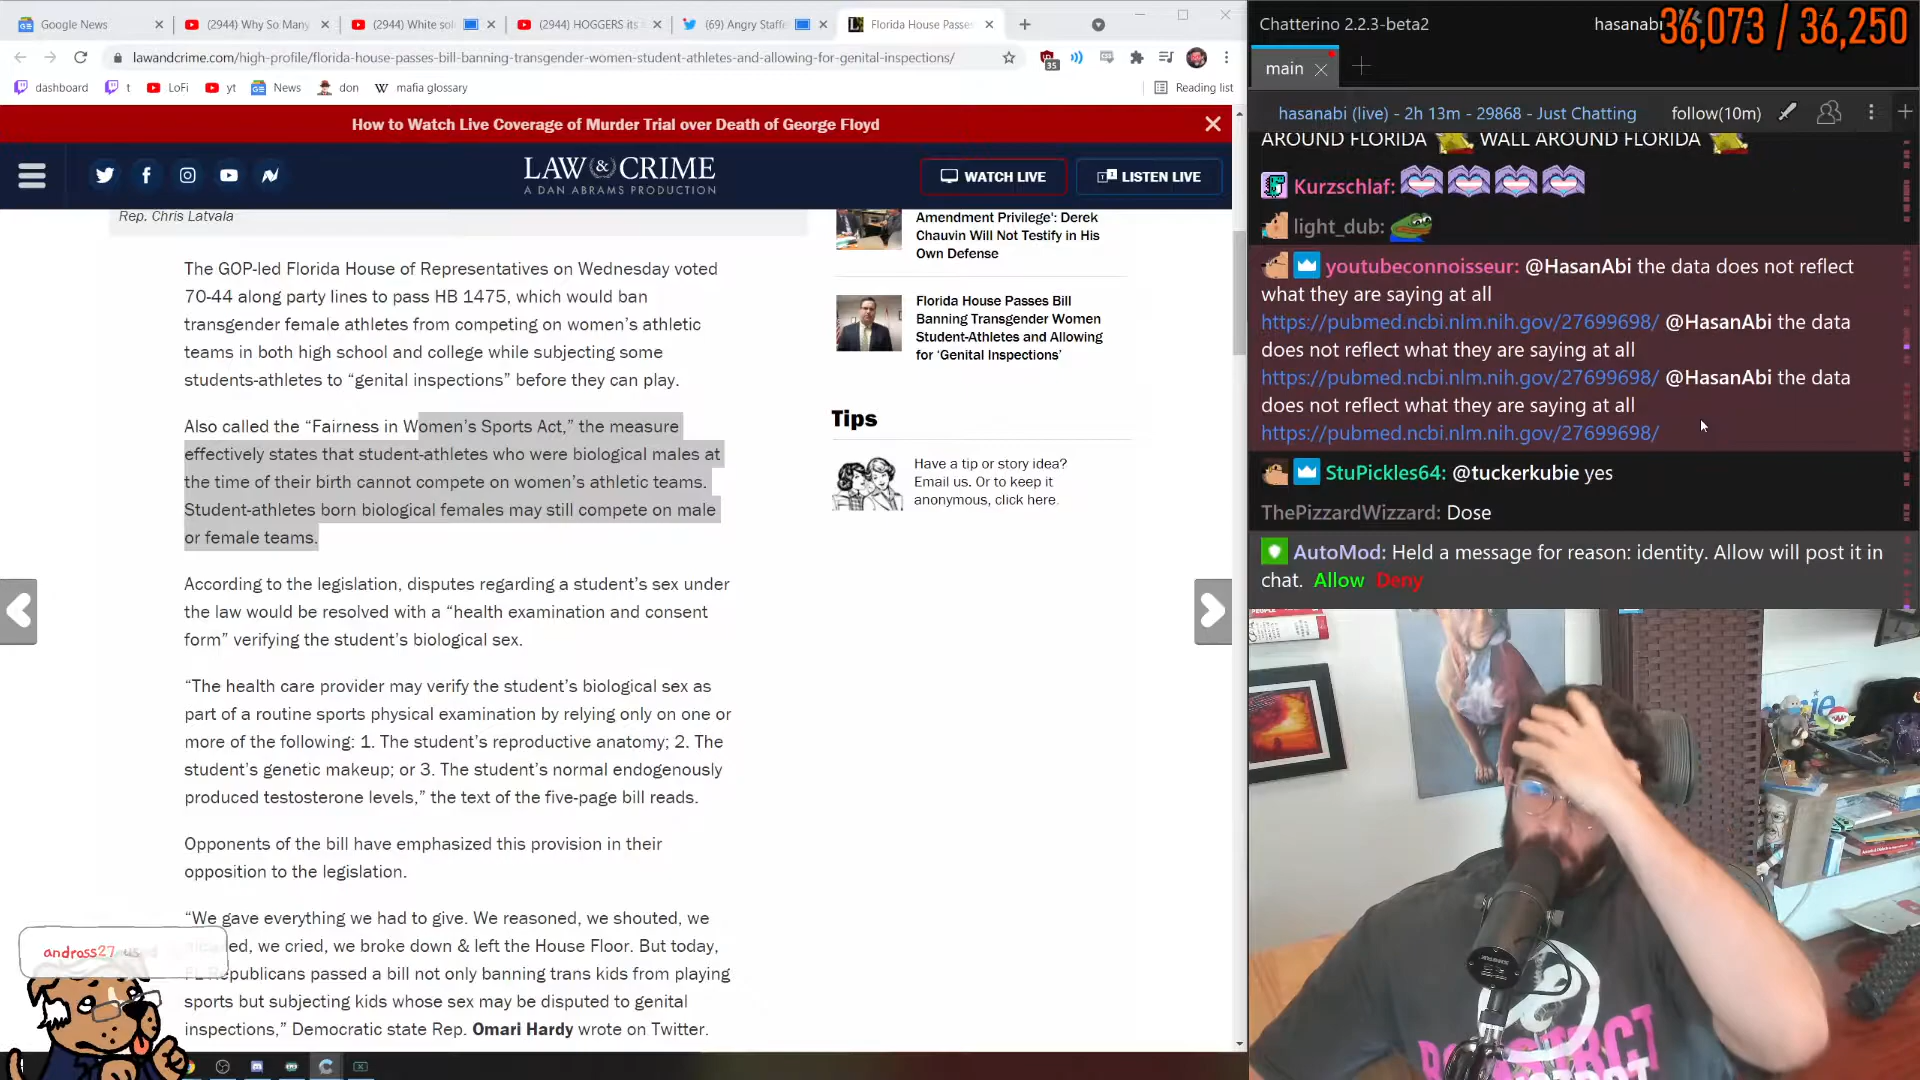 Google News
(2944) Why So Many
(2944) White sol
(2944) HOGGERS its
(69) Angry Staffe
Florida House Passes
lawandcrime.com/high-profile/florida-house-passes-bill-banning-transgender-women-student-athletes-and-allowing-for-genital-inspections/
35
dashboard
t
LoFi
yt
News
don
mafia glossary
Reading list
How to Watch Live Coverage of Murder Trial over Death of George Floyd
LAW & CRIME
A DAN ABRAMS PRODUCTION
WATCH LIVE
LISTEN LIVE
Rep. Chris Latvala
The GOP-led Florida House of Representatives on Wednesday voted
70-44 along party lines to pass HB 1475, which would ban
transgender female athletes from competing on women's athletic
teams in both high school and college while subjecting some
students-athletes to “genital inspections” before they can play.
Also called the “Fairness in Women's Sports Act,” the measure
effectively states that student-athletes who were biological males at
the time of their birth cannot compete on women's athletic teams.
Student-athletes born biological females may still compete on male
or female teams.
According to the legislation, disputes regarding a student's sex under
the law would be resolved with a “health examination and consent
form” verifying the student's biological sex.
“The health care provider may verify the student's biological sex as
part of a routine sports physical examination by relying only on one or
more of the following: 1. The student's reproductive anatomy; 2. The
student's genetic makeup; or 3. The student's normal endogenously
produced testosterone levels,” the text of the five-page bill reads.
Opponents of the bill have emphasized this provision in their
opposition to the legislation.
“We gave everything we had to give. We reasoned, we shouted, we
ed, we cried, we broke down & left the House Floor. But today,
FL Republicans passed a bill not only banning trans kids from playing
sports but subjecting kids whose sex may be disputed to genital
inspections,” Democratic state Rep. Omari Hardy wrote on Twitter.
andross27 us
Amendment Privilege': Derek
Chauvin Will Not Testify in His
Own Defense
Florida House Passes Bill
Banning Transgender Women
Student-Athletes and Allowing
for ‘Genital Inspections’
Tips
Have a tip or story idea?
Email us. Or to keep it
anonymous, click here.
Chatterino 2.2.3-beta2
hasanabi
36,073 / 36,250
main
hasanabi (live) - 2h 13m - 29868 - Just Chatting
follow(10m)
AROUND FLORIDA WALL AROUND FLORIDA
Kurzschlaf:
light_dub:
youtubeconnoisseur: @HasanAbi the data does not reflect
what they are saying at all
https://pubmed.ncbi.nlm.nih.gov/27699698/ @HasanAbi the data
does not reflect what they are saying at all
https://pubmed.ncbi.nlm.nih.gov/27699698/ @HasanAbi the data
does not reflect what they are saying at all
https://pubmed.ncbi.nlm.nih.gov/27699698/
StuPickles64: @tuckerkubie yes
ThePizzardWizzard: Dose
AutoMod: Held a message for reason: identity. Allow will post it in
chat. Allow Deny